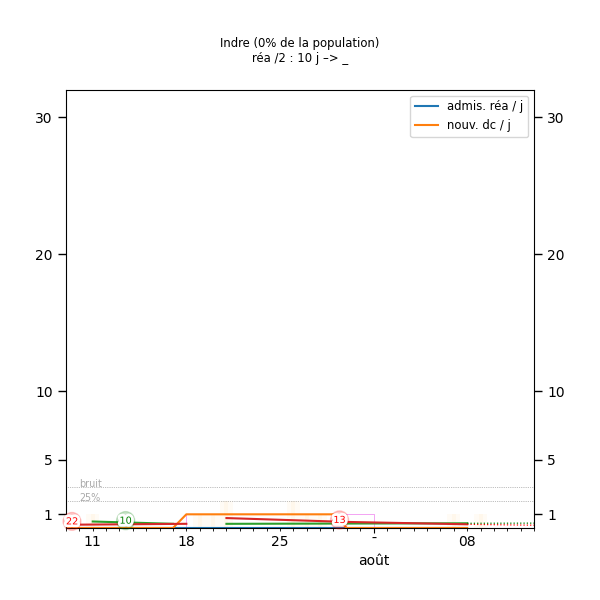 Indre (0% de la population)
réa /2 : 10 j –> _
admis. réa / j
nouv. dc / j
30 30
20 20
10 10
5 5
bruit
25%
1 1
22 10 13
11 18 25 - 08
août